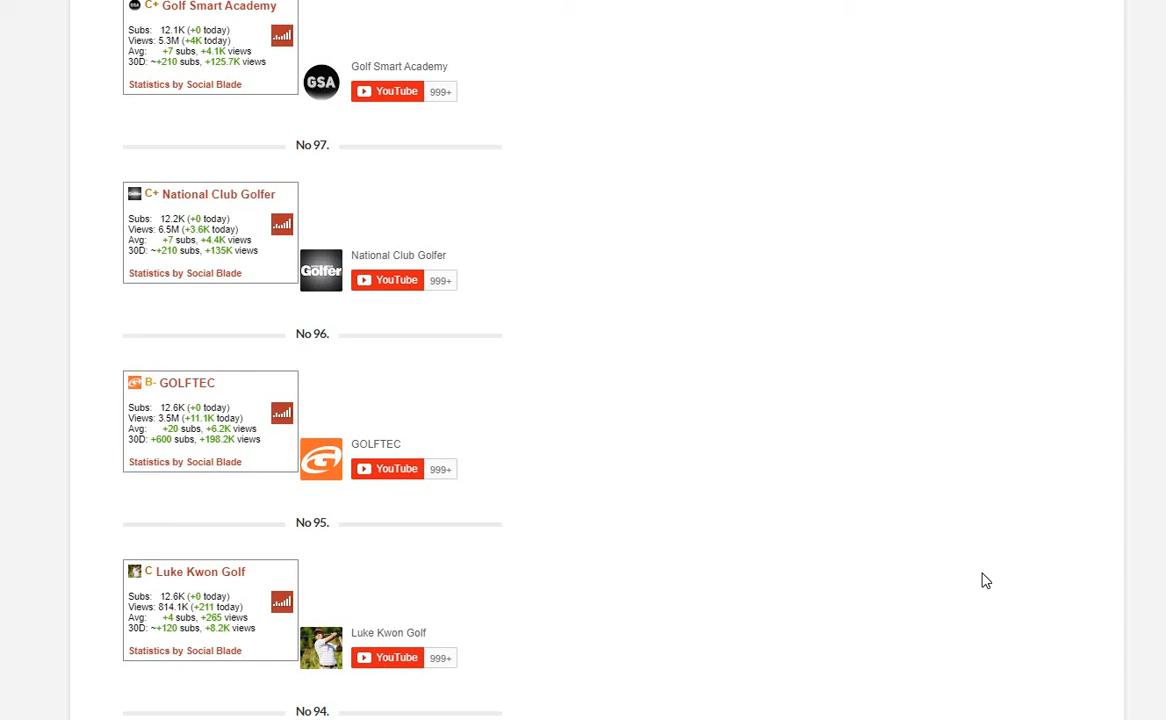 C+ Golf Smart Academy
Subs: 12.1K (+0 today)
Views: 5.3M (+4K today)
Avg: +7 subs, +4.1K views
30D: ~+210 subs, +125.7K views
Statistics by Social Blade
GSA
Golf Smart Academy
YouTube 999+
No 97.
C+ National Club Golfer
Subs: 12.2K (+0 today)
Views: 6.5M (+3.6K today)
Avg: +7 subs, +4.4K views
30D: ~+210 subs, +135K views
Statistics by Social Blade
Golfer
National Club Golfer
YouTube 999+
No 96.
B- GOLFTEC
Subs: 12.6K (+0 today)
Views: 3.5M (+11.1K today)
Avg: +20 subs, +6.2K views
30D: +600 subs, +198.2K views
Statistics by Social Blade
GOLFTEC
YouTube 999+
No 95.
C Luke Kwon Golf
Subs: 12.6K (+0 today)
Views: 814.1K (+211 today)
Avg: +4 subs, +265 views
30D: ~+120 subs, +8.2K views
Statistics by Social Blade
Luke Kwon Golf
YouTube 999+
No 94.